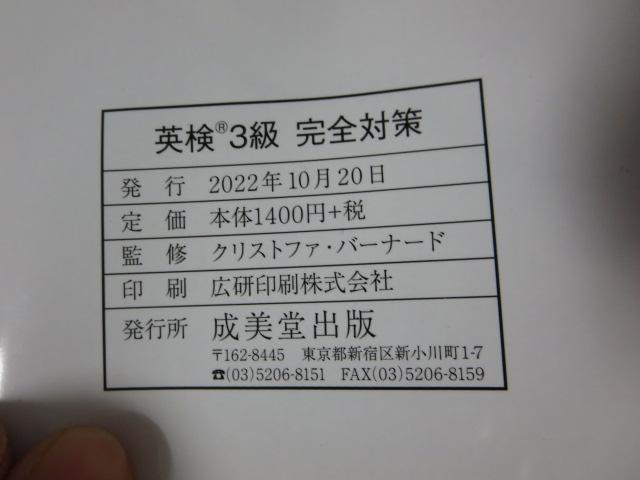 英検®3級 完全対策
発 行 2022年10月20日
定 価 本体1400円+税
監 修 クリストファ・バーナード
印 刷 広研印刷株式会社
発行所 成美堂出版
〒162-8445 東京都新宿区新小川町1-7
☎(03)5206-8151 FAX(03)5206-8159